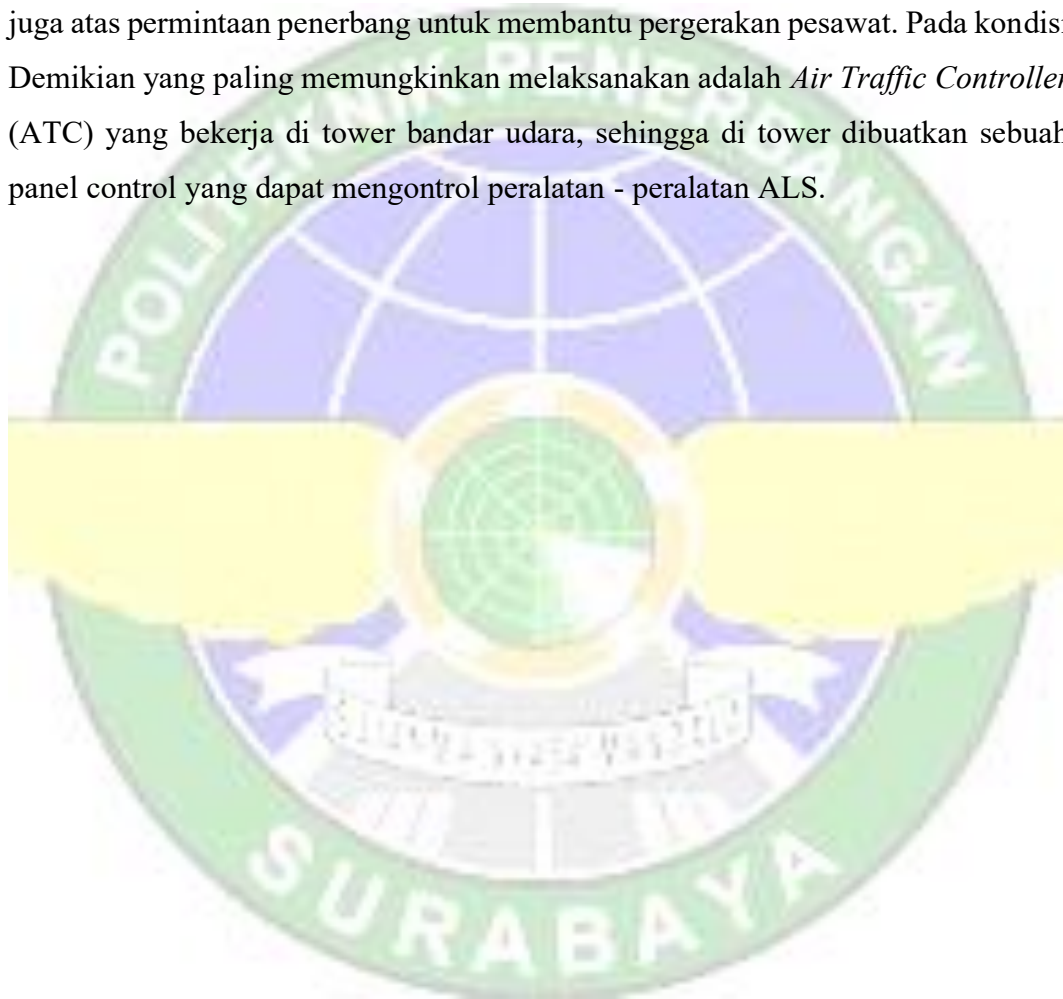 juga atas permintaan penerbang untuk membantu pergerakan pesawat. Pada kondisi
Demikian yang paling memungkinkan melaksanakan adalah Air Traffic Controller
(ATC) yang bekerja di tower bandar udara, sehingga di tower dibuatkan sebuah
panel control yang dapat mengontrol peralatan - peralatan ALS.
POLITEKNIK PENERBANGAN
SURABAYA